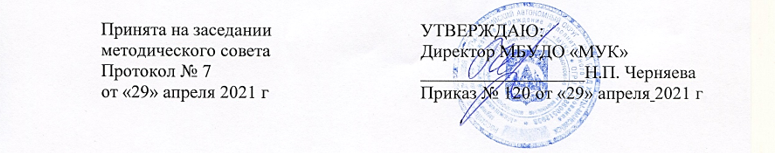 Принята на заседании
методического совета
Протокол № 7
от «29» апреля 2021 г
УТВЕРЖДАЮ:
Директор МБУДО «МУК»
Н.П. Черняева
Приказ № 120 от «29» апреля 2021 г